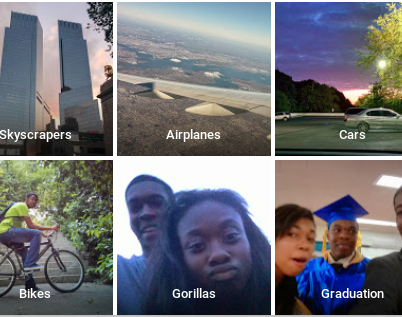 Skyscrapers
Airplanes
Cars
Bikes
Gorillas
Graduation